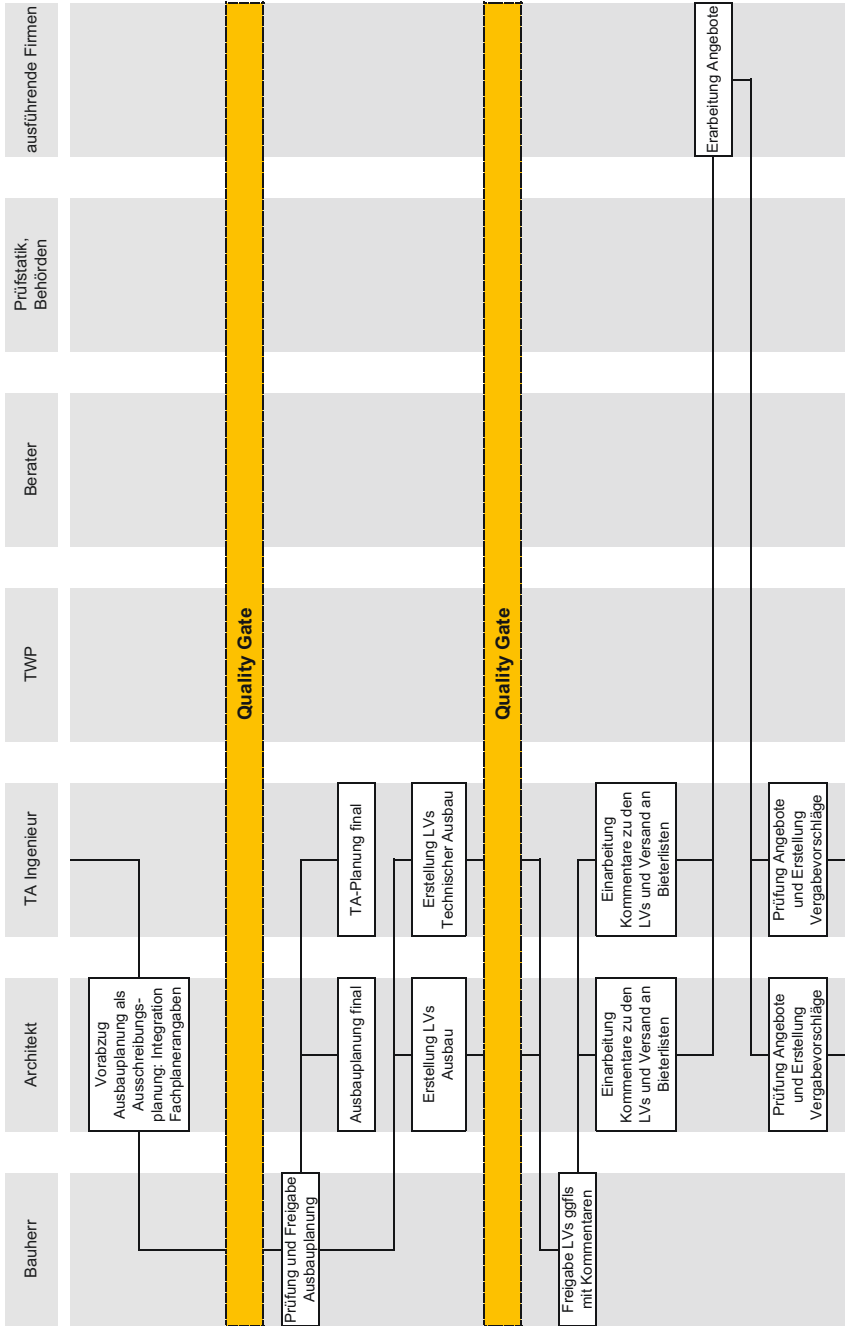 Bauherr
Architekt
TA Ingenieur
TWP
Berater
Prüfstatik,
Behörden
ausführende Firmen
Vorabzug
Ausbauplanung als
Ausschreibungs-
planung: Integration
Fachplanerangaben
Quality Gate
Prüfung und Freigabe
Ausbauplanung
Ausbauplanung final
TA-Planung final
Erstellung LVs
Ausbau
Erstellung LVs
Technischer Ausbau
Quality Gate
Freigabe LVs ggfls
mit Kommentaren
Einarbeitung
Kommentare zu den
LVs und Versand an
Bieterlisten
Einarbeitung
Kommentare zu den
LVs und Versand an
Bieterlisten
Erarbeitung Angebote
Prüfung Angebote
und Erstellung
Vergabevorschläge
Prüfung Angebote
und Erstellung
Vergabevorschläge